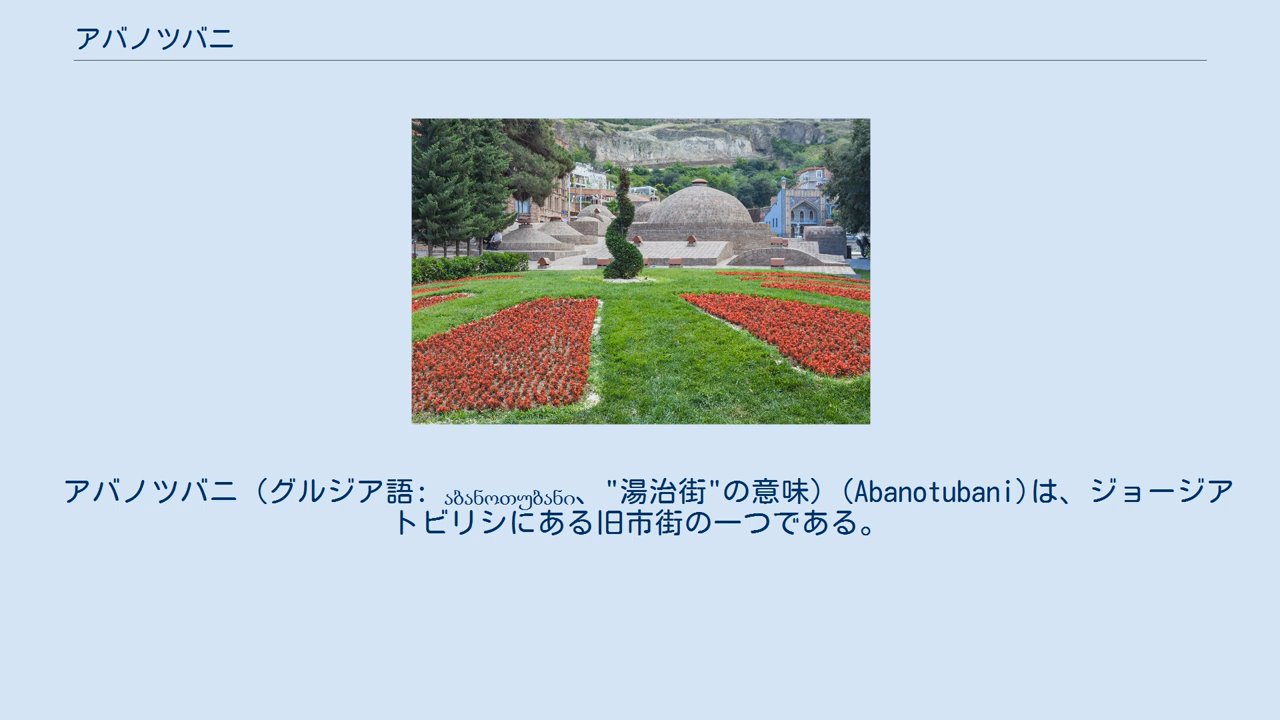 アバノツバニ
アバノツバニ (グルジア語: აბანოთუბანი、"湯治街"の意味) (Abanotubani)は、ジョージア
トビリシにある旧市街の一つである。